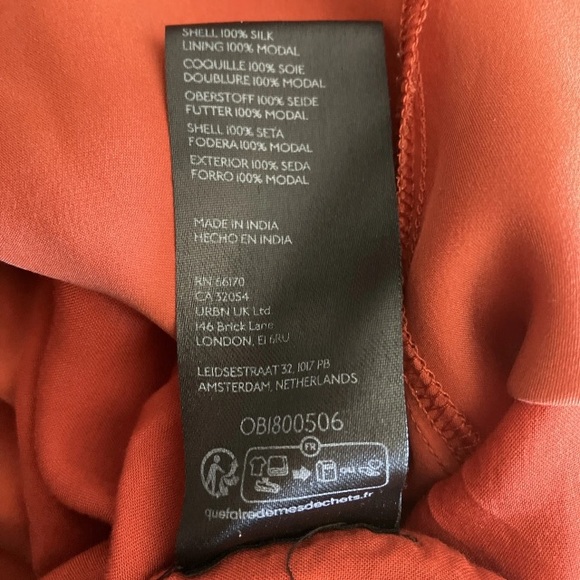 SHELL 100% SILK
LINING 100% MODAL
COQUILLE 100% SOIE
DOUBLURE 100% MODAL
OBERSTOFF 100% SEIDE
FUTTER 100% MODAL
SHELL 100% SETA
FODERA 100% MODAL
EXTERIOR 100% SEDA
FORRO 100% MODAL
MADE IN INDIA
HECHO EN INDIA
RN 66170
CA 32054
URBN UK Ltd
146 Brick Lane
LONDON, E1 6RU
LEIDSESTRAAT 32, 1017 PB
AMSTERDAM, NETHERLANDS
OB1800506
FR
OU
quefairedemesdechets.fr